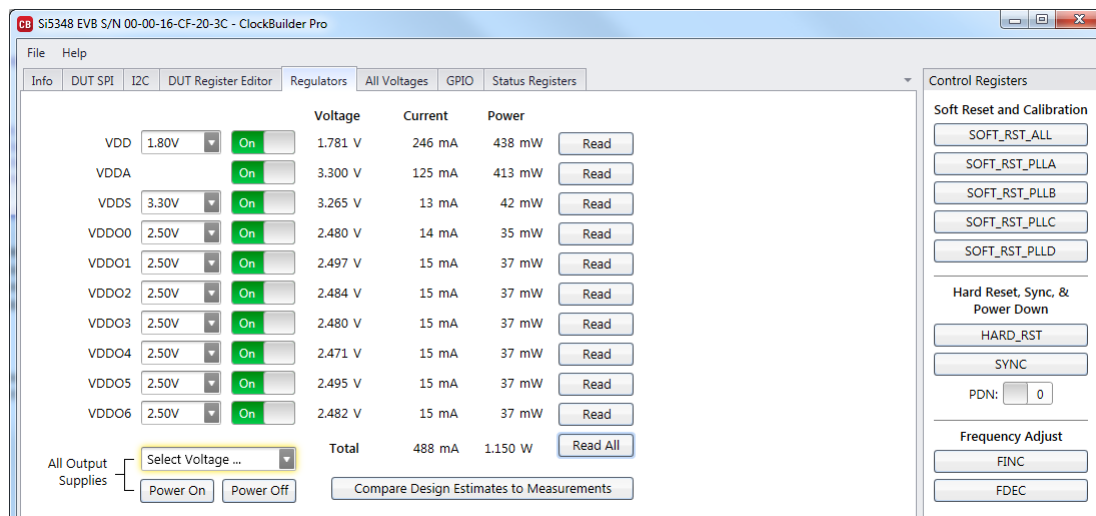 CB Si5348 EVB S/N 00-00-16-CF-20-3C - ClockBuilder Pro
File Help
Info DUT SPI I2C DUT Register Editor Regulators All Voltages GPIO Status Registers
Voltage Current Power
VDD 1.80V On 1.781 V 246 mA 438 mW Read
VDDA On 3.300 V 125 mA 413 mW Read
VDDS 3.30V On 3.265 V 13 mA 42 mW Read
VDDO0 2.50V On 2.480 V 14 mA 35 mW Read
VDDO1 2.50V On 2.497 V 15 mA 37 mW Read
VDDO2 2.50V On 2.484 V 15 mA 37 mW Read
VDDO3 2.50V On 2.480 V 15 mA 37 mW Read
VDDO4 2.50V On 2.471 V 15 mA 37 mW Read
VDDO5 2.50V On 2.495 V 15 mA 37 mW Read
VDDO6 2.50V On 2.482 V 15 mA 37 mW Read
Total 488 mA 1.150 W Read All
All Output
Supplies
Select Voltage ...
Power On Power Off
Compare Design Estimates to Measurements
Control Registers
Soft Reset and Calibration
SOFT_RST_ALL
SOFT_RST_PLLA
SOFT_RST_PLLB
SOFT_RST_PLLC
SOFT_RST_PLLD
Hard Reset, Sync, &
Power Down
HARD_RST
SYNC
PDN: 0
Frequency Adjust
FINC
FDEC